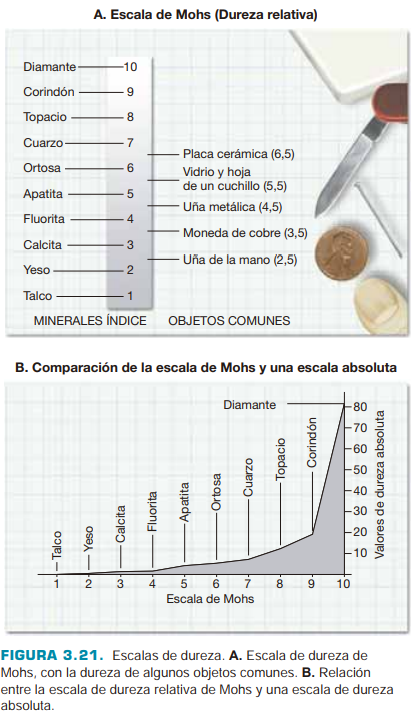 A. Escala de Mohs (Dureza relativa)
Diamante 10
Corindón 9
Topacio 8
Cuarzo 7
Placa cerámica (6,5)
Ortosa 6
Vidrio y hoja
de un cuchillo (5,5)
Apatita 5
Uña metálica (4,5)
Fluorita 4
Moneda de cobre (3,5)
Calcita 3
Uña de la mano (2,5)
Yeso 2
Talco 1
MINERALES ÍNDICE OBJETOS COMUNES
B. Comparación de la escala de Mohs y una escala absoluta
Diamante
Talco
Yeso
Calcita
Fluorita
Apatita
Ortosa
Cuarzo
Topacio
Corindón
80
70
60
50
40
30
20
10
Valores de dureza absoluta
1 2 3 4 5 6 7 8 9 10
Escala de Mohs
FIGURA 3.21. Escalas de dureza. A. Escala de dureza de
Mohs, con la dureza de algunos objetos comunes. B. Relación
entre la escala de dureza relativa de Mohs y una escala de dureza
absoluta.